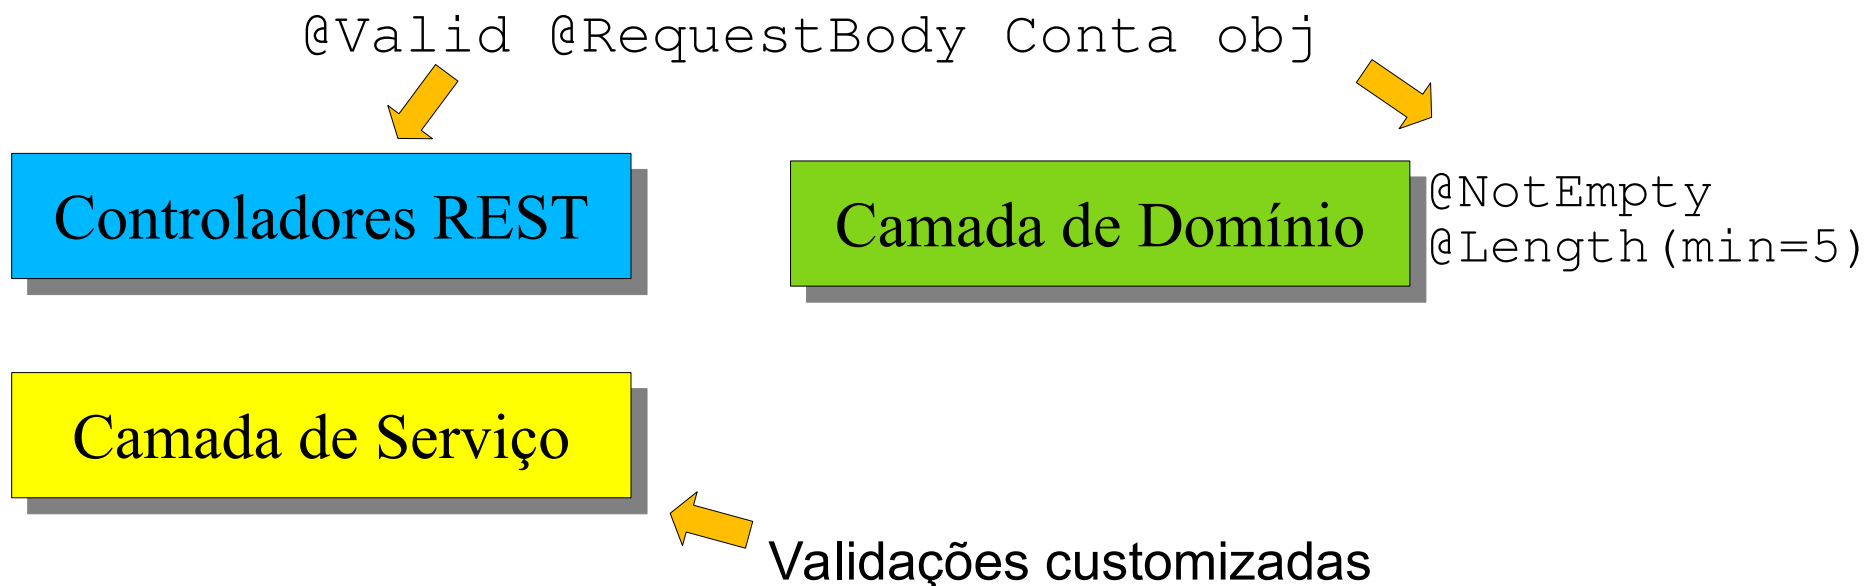 @Valid @RequestBody Conta obj
Controladores REST
Camada de Domínio
@NotEmpty
@Length(min=5)
Camada de Serviço
Validações customizadas